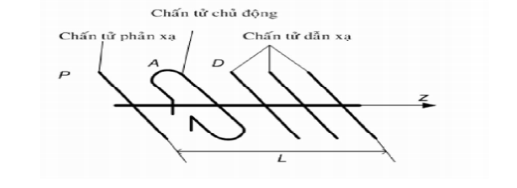 Chấn tử chủ động
Chấn tử phản xạ
Chấn tử dẫn xạ
P
A
D
z
L